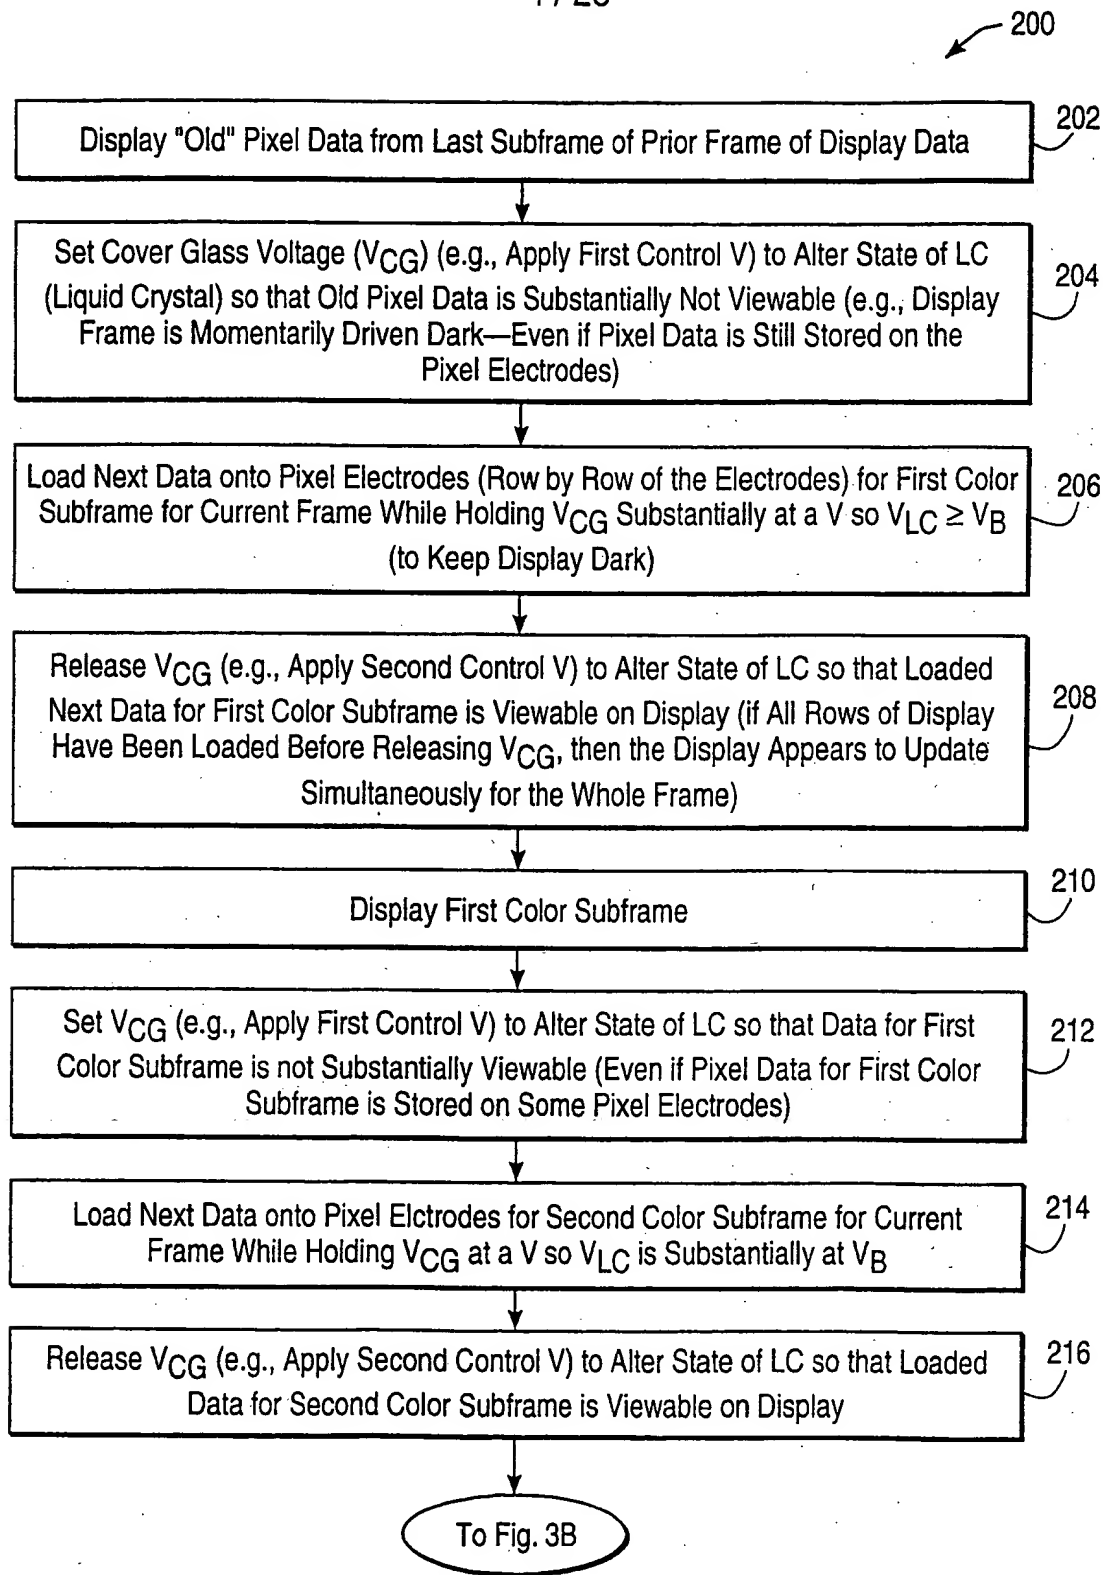 200
Display "Old" Pixel Data from Last Subframe of Prior Frame of Display Data
202
Set Cover Glass Voltage (VCG) (e.g., Apply First Control V) to Alter State of LC
(Liquid Crystal) so that Old Pixel Data is Substantially Not Viewable (e.g., Display
Frame is Momentarily Driven Dark—Even if Pixel Data is Still Stored on the
Pixel Electrodes)
204
Load Next Data onto Pixel Electrodes (Row by Row of the Electrodes) for First Color
Subframe for Current Frame While Holding VCG Substantially at a V so VLC ≥ VB
(to Keep Display Dark)
206
Release VCG (e.g., Apply Second Control V) to Alter State of LC so that Loaded
Next Data for First Color Subframe is Viewable on Display (if All Rows of Display
Have Been Loaded Before Releasing VCG, then the Display Appears to Update
Simultaneously for the Whole Frame)
208
Display First Color Subframe
210
Set VCG (e.g., Apply First Control V) to Alter State of LC so that Data for First
Color Subframe is not Substantially Viewable (Even if Pixel Data for First Color
Subframe is Stored on Some Pixel Electrodes)
212
Load Next Data onto Pixel Elctrodes for Second Color Subframe for Current
Frame While Holding VCG at a V so VLC is Substantially at VB
214
Release VCG (e.g., Apply Second Control V) to Alter State of LC so that Loaded
Data for Second Color Subframe is Viewable on Display
216
To Fig. 3B